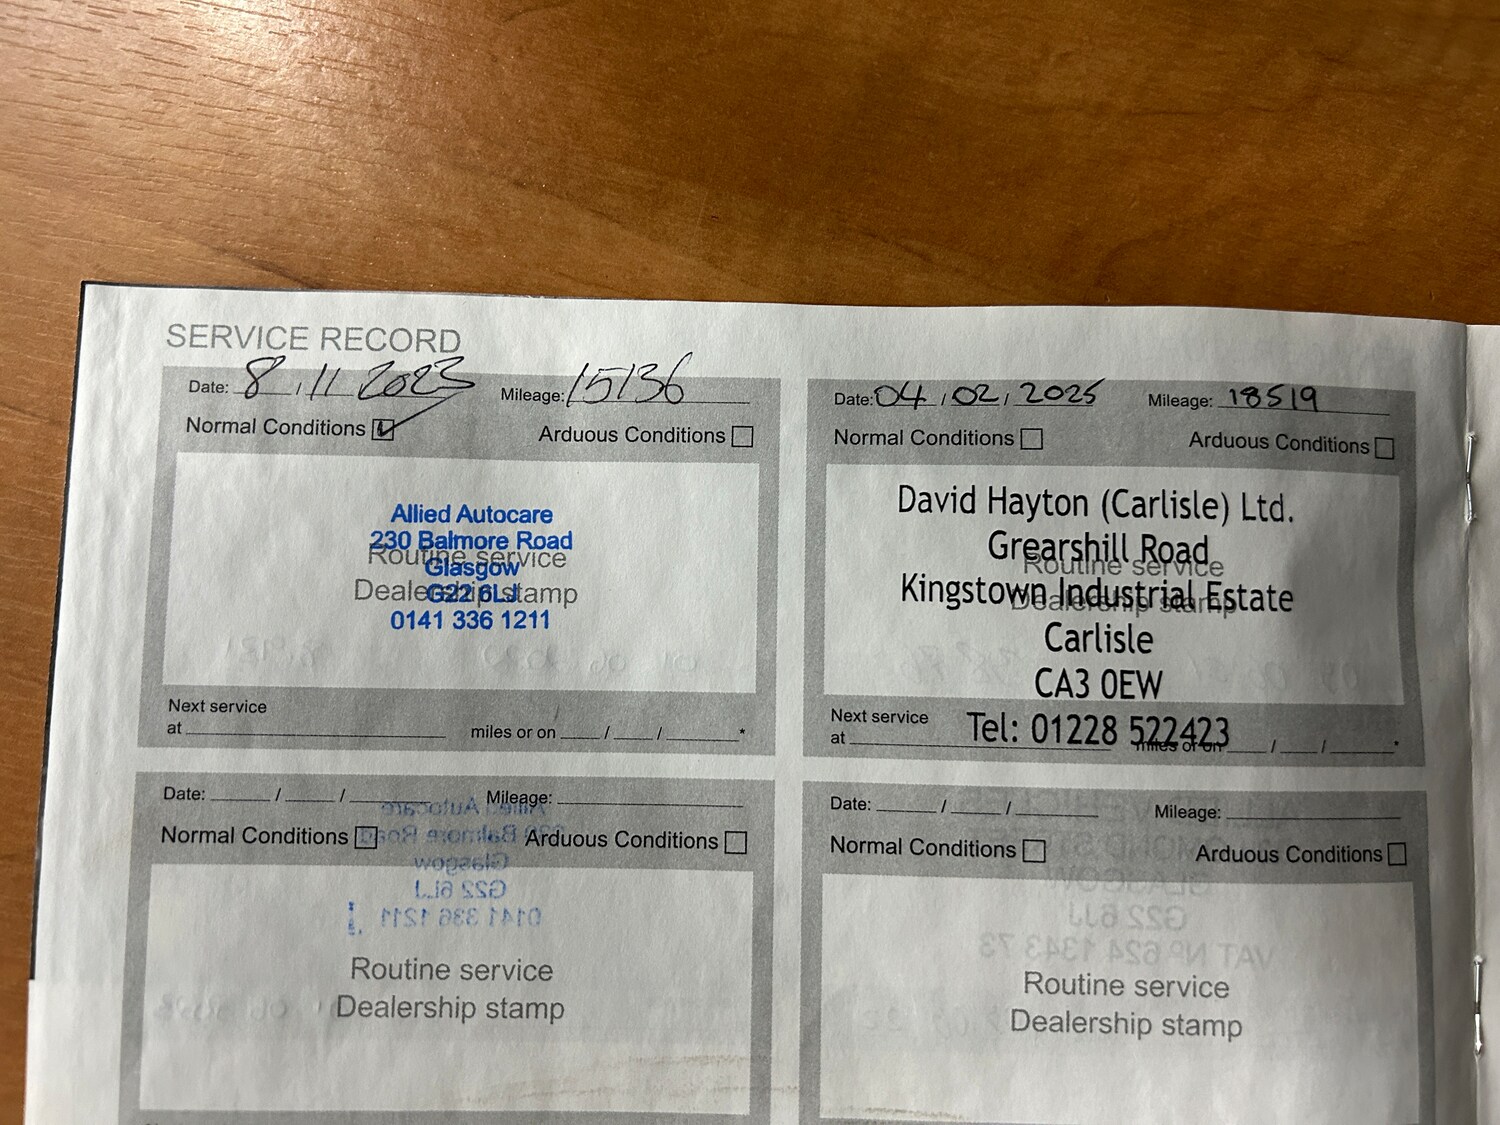 SERVICE RECORD
Date: 8 / 11 / 2023 Mileage: 15136
Normal Conditions Arduous Conditions
Allied Autocare
230 Balmore Road
Routine service
Glasgow
Dealership stamp
G22 6LJ
0141 336 1211
Next service
at miles or on / / *
Date: 04 / 02 / 2025 Mileage: 18519
Normal Conditions Arduous Conditions
David Hayton (Carlisle) Ltd.
Grearshill Road
Routine service
Kingstown Industrial Estate
Dealership stamp
Carlisle
CA3 0EW
Tel: 01228 522423
Next service
at miles or on / / *
Date: / / Mileage:
Normal Conditions Arduous Conditions
Routine service
Dealership stamp
Date: / / Mileage:
Normal Conditions Arduous Conditions
Routine service
Dealership stamp